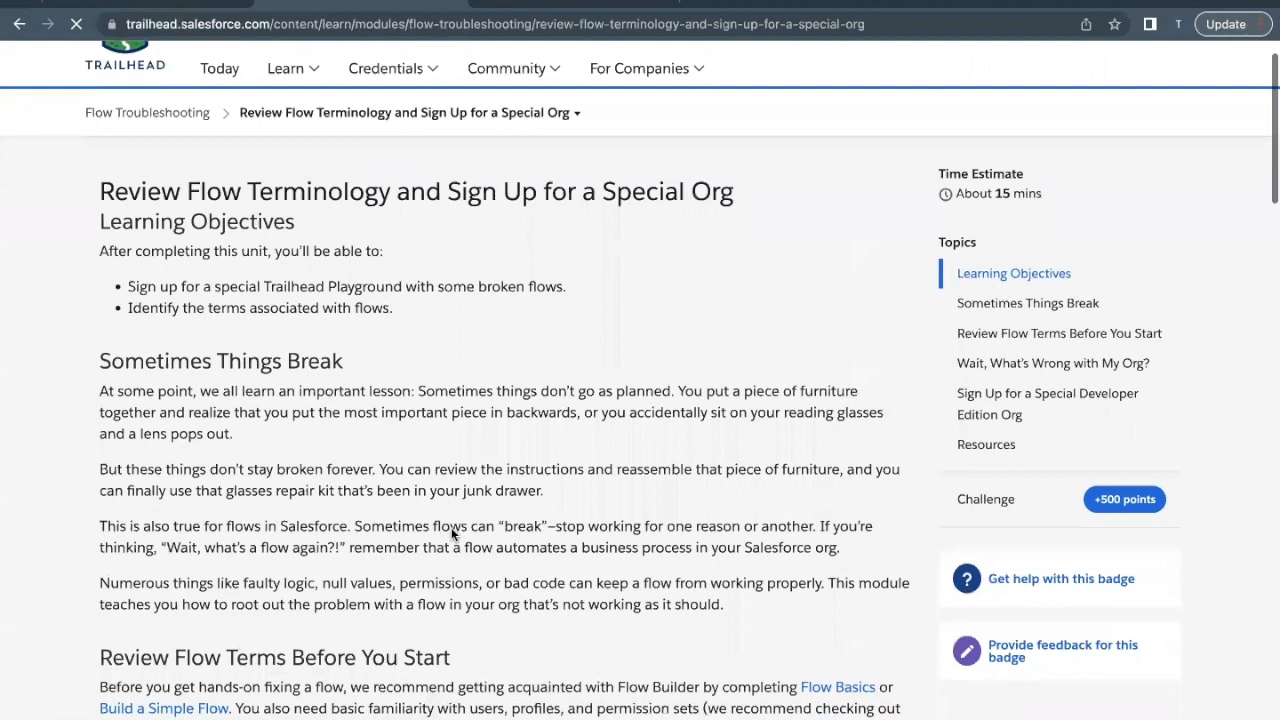 trailhead.salesforce.com/content/learn/modules/flow-troubleshooting/review-flow-terminology-and-sign-up-for-a-special-org
T
Update
TRAILHEAD
Today
Learn
Credentials
Community
For Companies
Flow Troubleshooting
Review Flow Terminology and Sign Up for a Special Org
Review Flow Terminology and Sign Up for a Special Org
Learning Objectives
After completing this unit, you'll be able to:
• Sign up for a special Trailhead Playground with some broken flows.
• Identify the terms associated with flows.
Sometimes Things Break
At some point, we all learn an important lesson: Sometimes things don't go as planned. You put a piece of furniture
together and realize that you put the most important piece in backwards, or you accidentally sit on your reading glasses
and a lens pops out.
But these things don't stay broken forever. You can review the instructions and reassemble that piece of furniture, and you
can finally use that glasses repair kit that's been in your junk drawer.
This is also true for flows in Salesforce. Sometimes flows can “break”—stop working for one reason or another. If you're
thinking, “Wait, what's a flow again?!” remember that a flow automates a business process in your Salesforce org.
Numerous things like faulty logic, null values, permissions, or bad code can keep a flow from working properly. This module
teaches you how to root out the problem with a flow in your org that's not working as it should.
Review Flow Terms Before You Start
Before you get hands-on fixing a flow, we recommend getting acquainted with Flow Builder by completing Flow Basics or
Build a Simple Flow. You also need basic familiarity with users, profiles, and permission sets (we recommend checking out
Time Estimate
About 15 mins
Topics
Learning Objectives
Sometimes Things Break
Review Flow Terms Before You Start
Wait, What's Wrong with My Org?
Sign Up for a Special Developer
Edition Org
Resources
Challenge
+500 points
? Get help with this badge
Provide feedback for this
badge